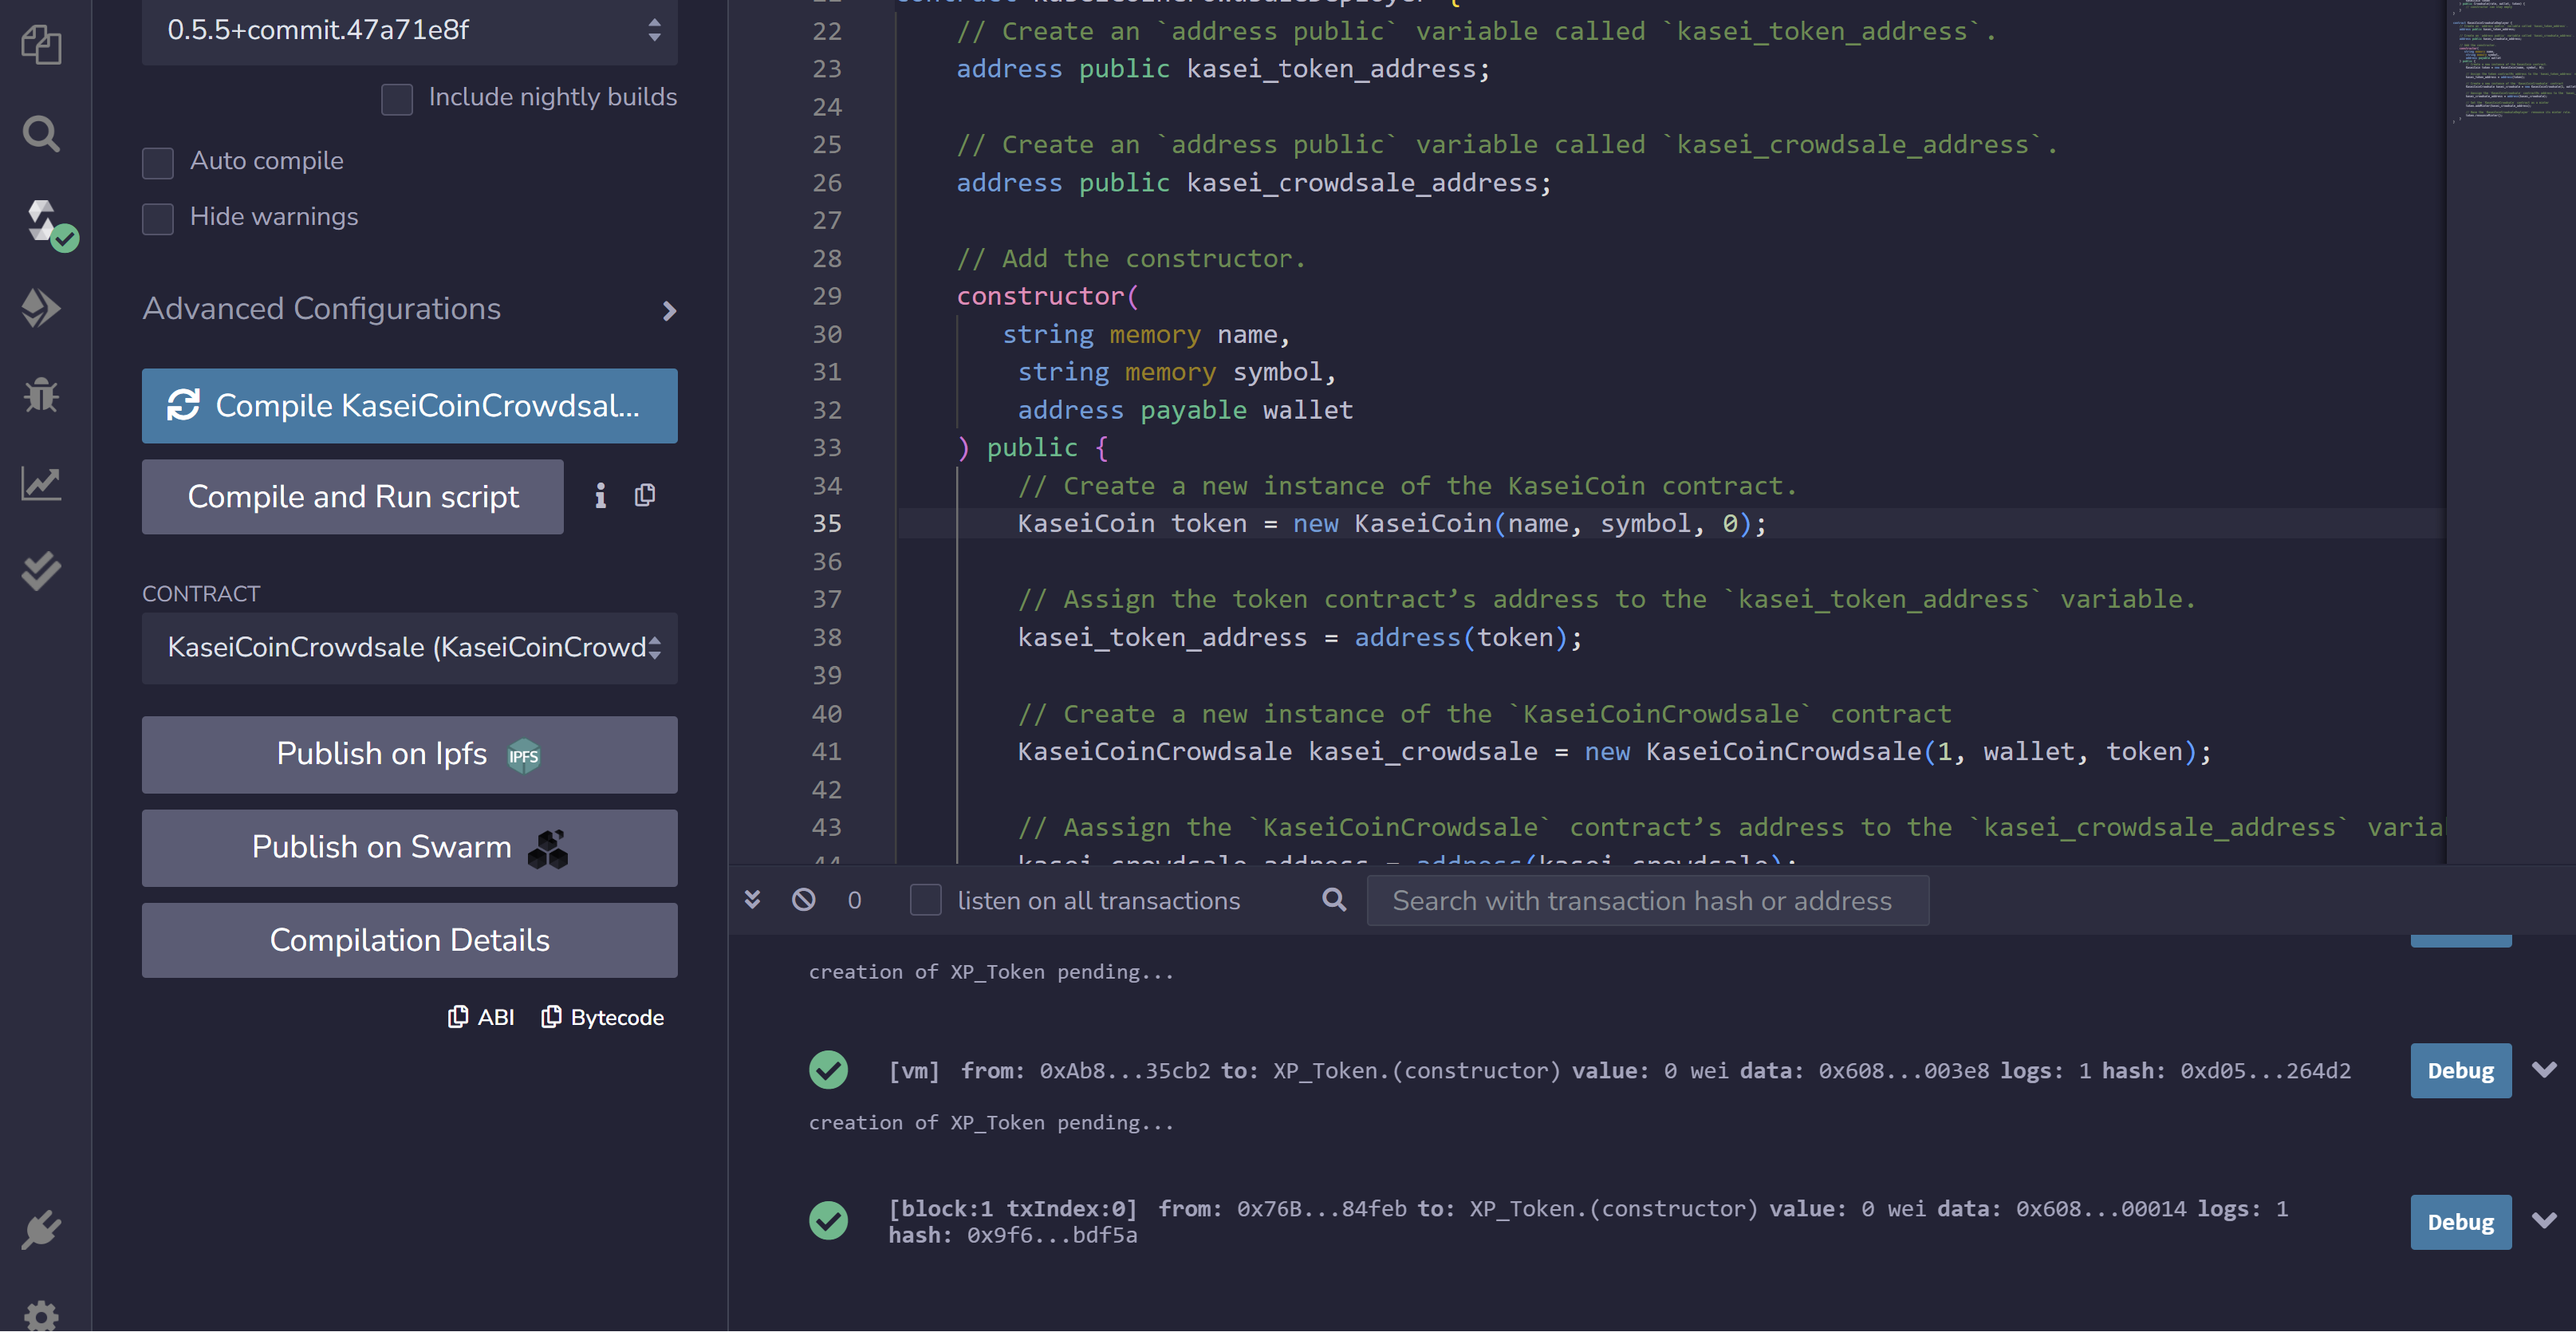 0.5.5+commit.47a71e8f
Include nightly builds
Auto compile
Hide warnings
Advanced Configurations
Compile KaseiCoinCrowdsal...
Compile and Run script
CONTRACT
KaseiCoinCrowdsale (KaseiCoinCrowd
Publish on Ipfs IPFS
Publish on Swarm
Compilation Details
ABI Bytecode
22 // Create an `address public` variable called `kasei_token_address`.
23 address public kasei_token_address;
24
25 // Create an `address public` variable called `kasei_crowdsale_address`.
26 address public kasei_crowdsale_address;
27
28 // Add the constructor.
29 constructor(
30 string memory name,
31 string memory symbol,
32 address payable wallet
33 ) public {
34 // Create a new instance of the KaseiCoin contract.
35 KaseiCoin token = new KaseiCoin(name, symbol, 0);
36
37 // Assign the token contract’s address to the `kasei_token_address` variable.
38 kasei_token_address = address(token);
39
40 // Create a new instance of the `KaseiCoinCrowdsale` contract
41 KaseiCoinCrowdsale kasei_crowdsale = new KaseiCoinCrowdsale(1, wallet, token);
42
43 // Aassign the `KaseiCoinCrowdsale` contract’s address to the `kasei_crowdsale_address` varia
44 kasei_crowdsale_address = address(kasei_crowdsale);
0 listen on all transactions Search with transaction hash or address
creation of XP_Token pending...
[vm] from: 0xAb8...35cb2 to: XP_Token.(constructor) value: 0 wei data: 0x608...003e8 logs: 1 hash: 0xd05...264d2 Debug
creation of XP_Token pending...
[block:1 txIndex:0] from: 0x76B...84feb to: XP_Token.(constructor) value: 0 wei data: 0x608...00014 logs: 1
hash: 0x9f6...bdf5a Debug